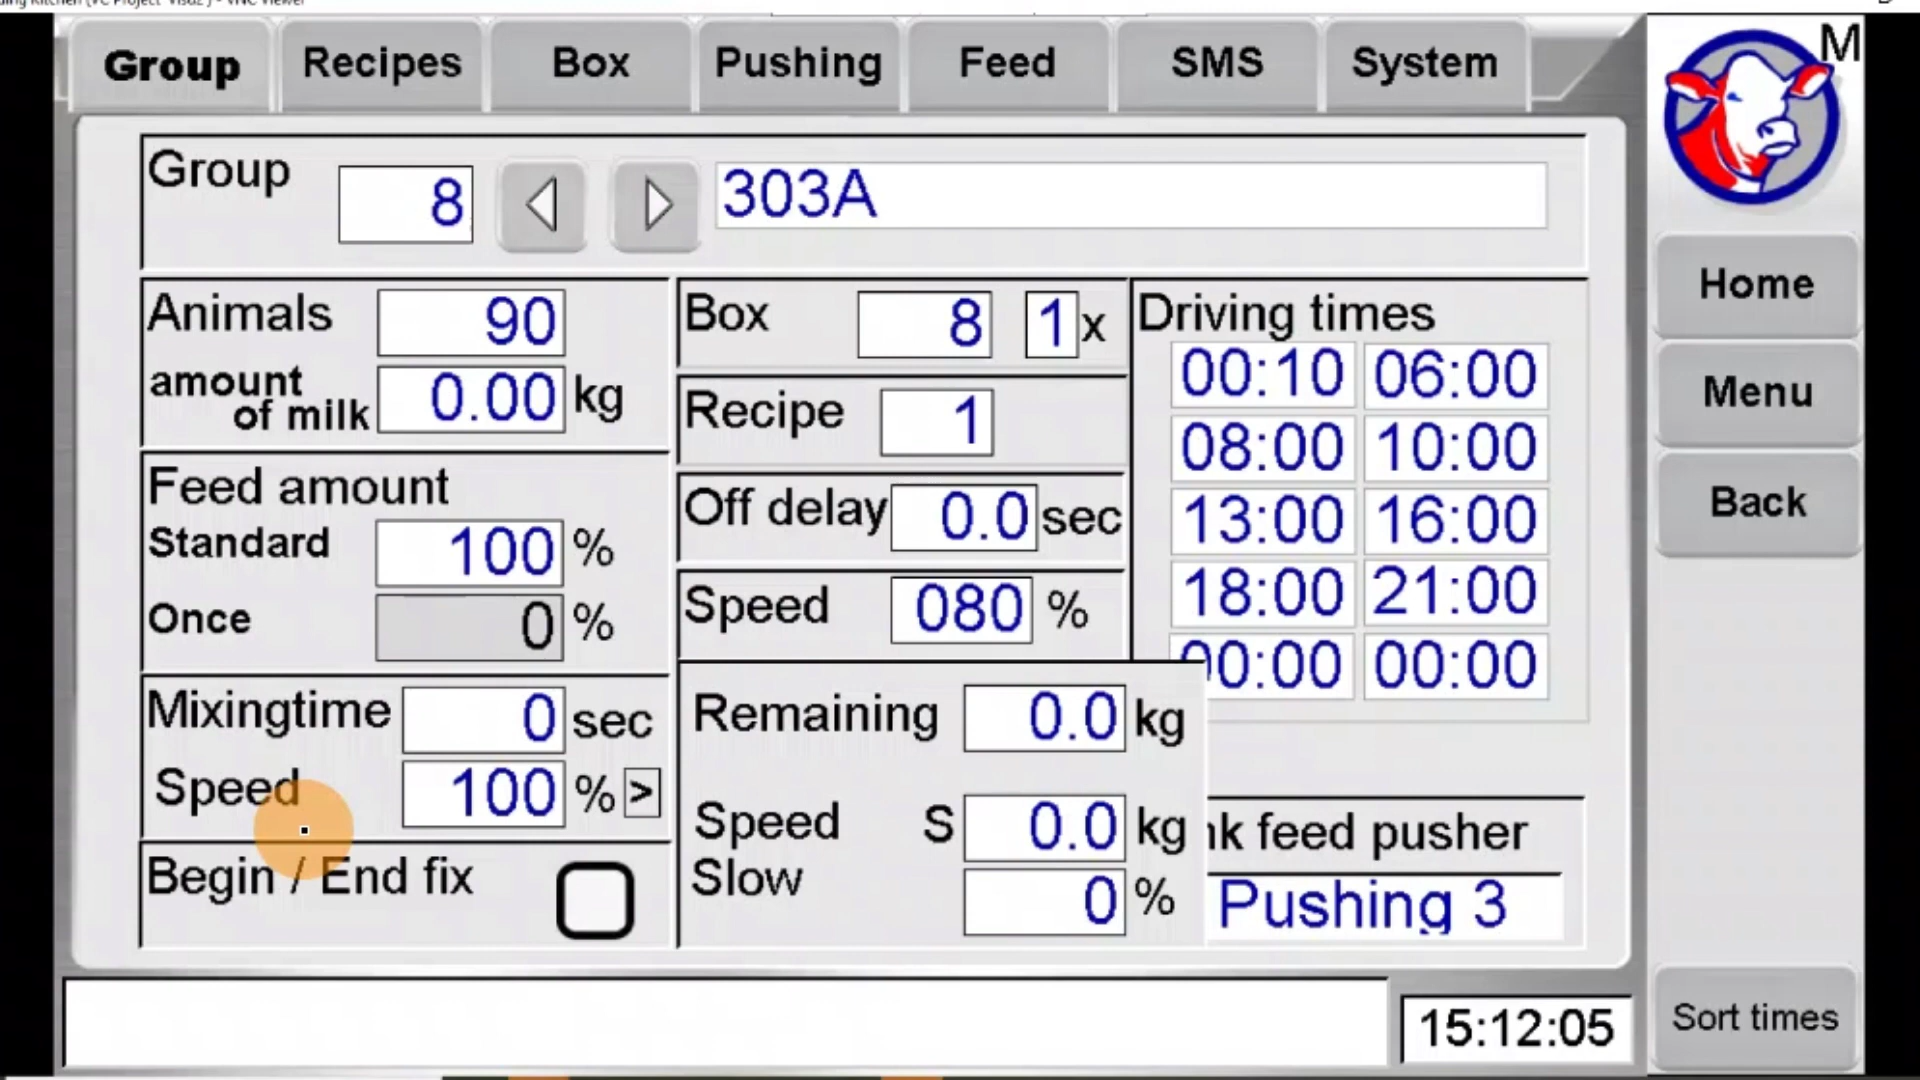 Group
Recipes
Box
Pushing
Feed
SMS
System
M
Group
8
303A
Animals
90
amount
of milk
0.00 kg
Feed amount
Standard
100 %
Once
0 %
Mixingtime
0 sec
Speed
100 % >
Begin / End fix
Box
8
1 x
Recipe
1
Off delay
0.0 sec
Speed
080 %
Remaining
0.0 kg
Speed S
0.0 kg
Slow
0 %
Driving times
00:10 06:00
08:00 10:00
13:00 16:00
18:00 21:00
00:00 00:00
nk feed pusher
Pushing 3
Home
Menu
Back
15:12:05
Sort times